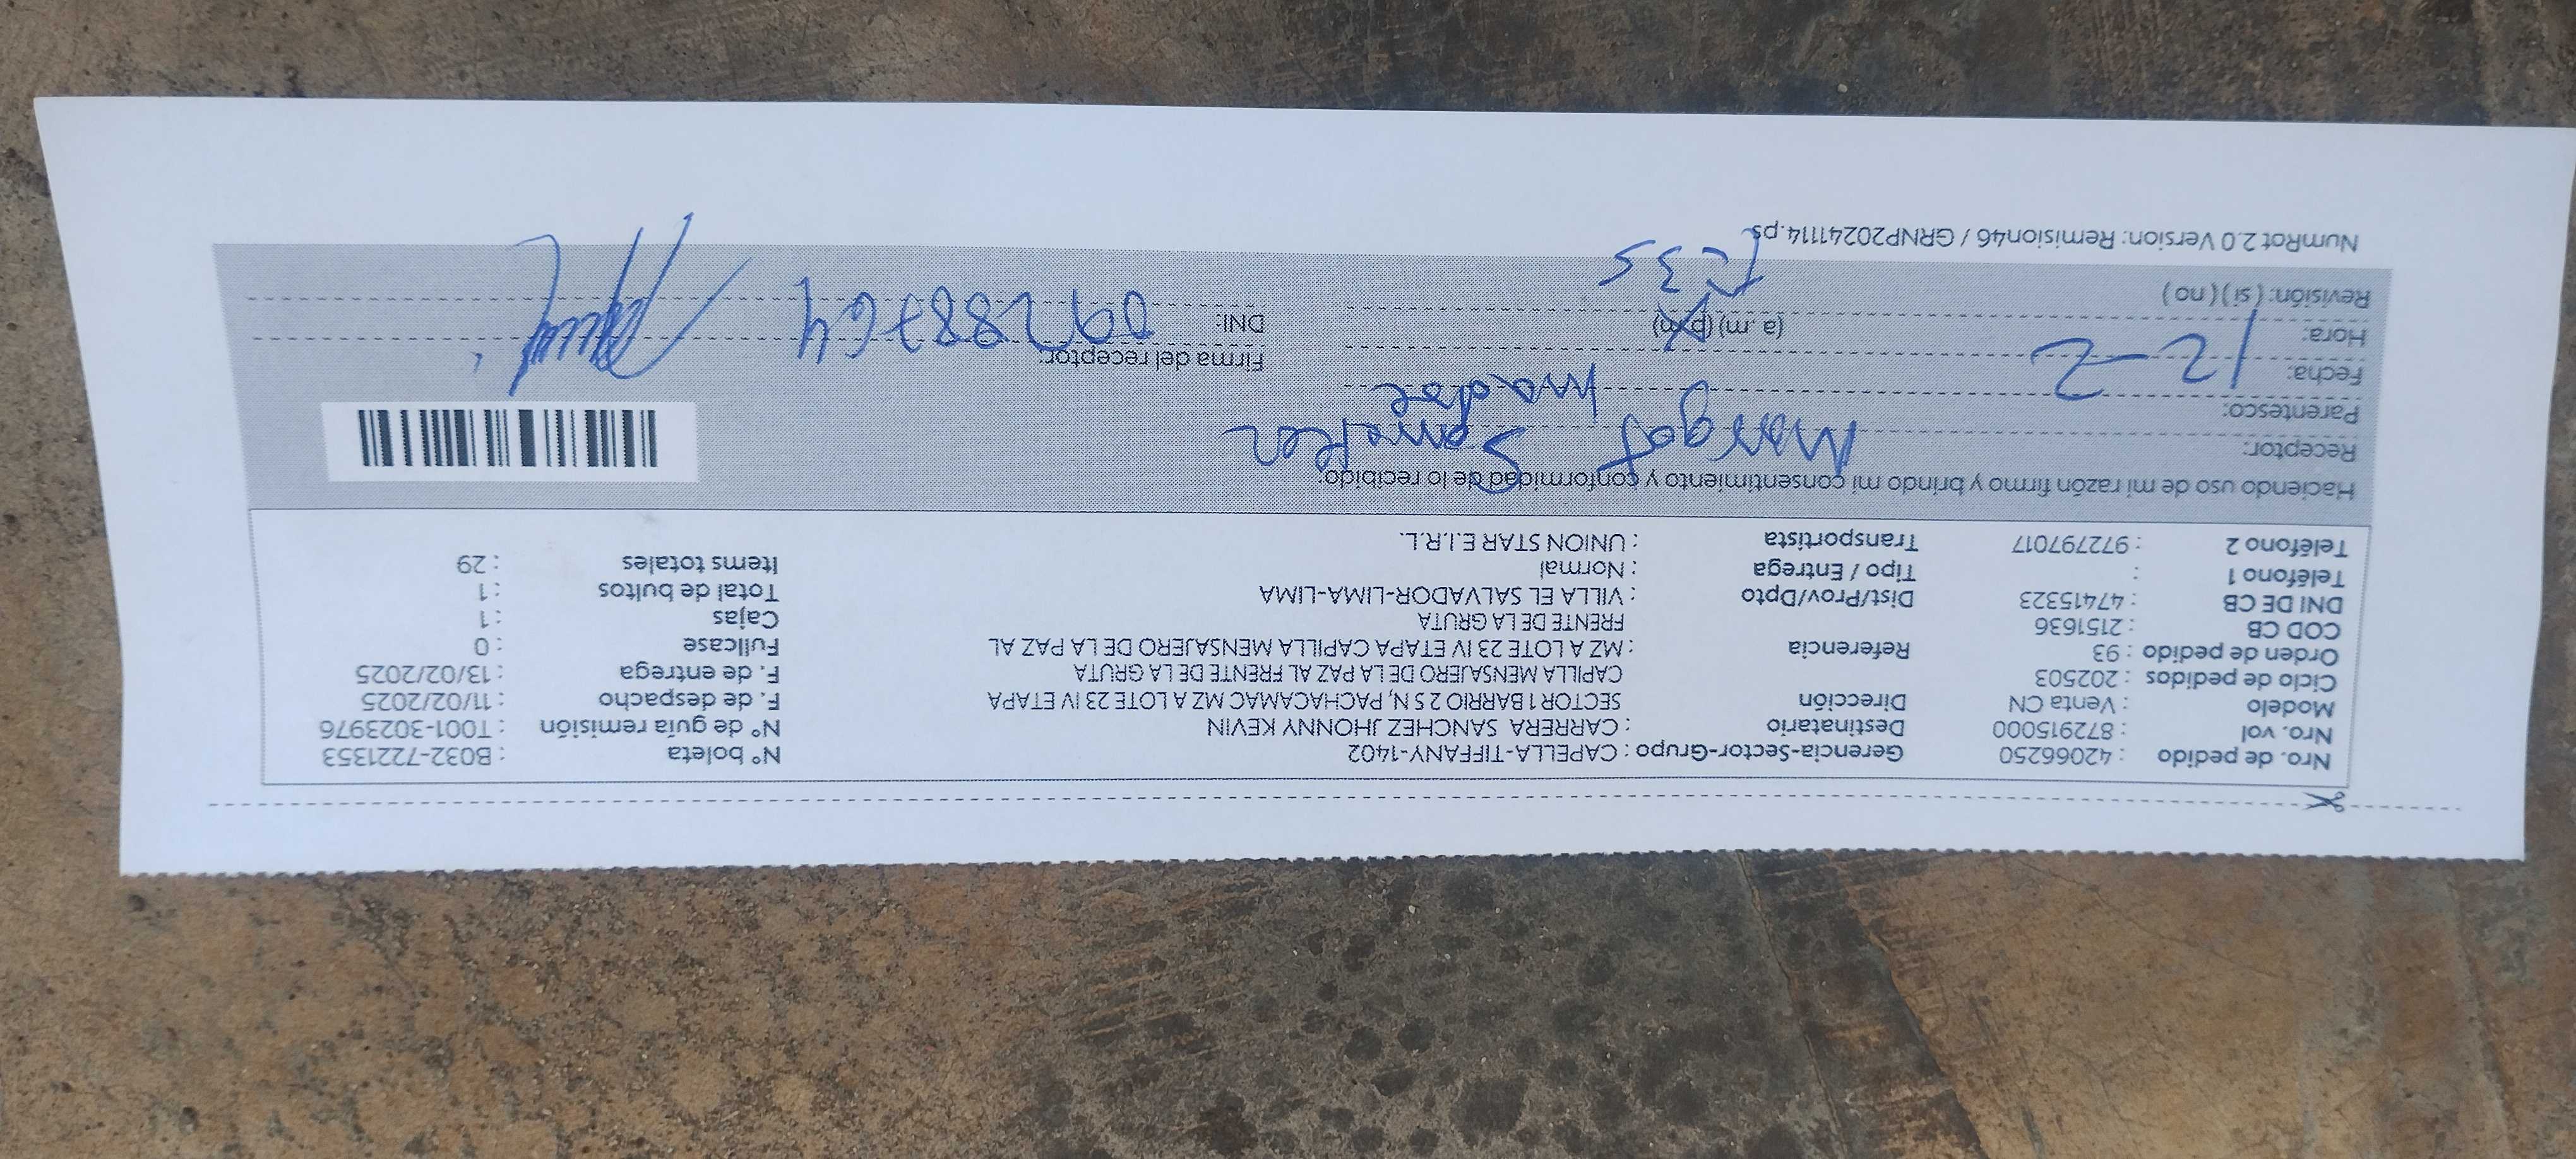 Nro. de pedido : 42066250 Gerencia-Sector-Grupo : CAPELLA-TIFFANY-1402 N° boleta : B032-7221353
Nro. vol : 872915000 Destinatario : CARRERA SANCHEZ JHONNY KEVIN N° de guía remisión : T001-3023976
Modelo : Venta CN Dirección SECTOR 1 BARRIO 2 S N, PACHACAMAC MZ A LOTE 23 IV ETAPA F. de despacho : 11/02/2025
Ciclo de pedidos : 202503 CAPILLA MENSAJERO DE LA PAZ AL FRENTE DE LA GRUTA F. de entrega : 13/02/2025
Orden de pedido : 93 Referencia : MZ A LOTE 23 IV ETAPA CAPILLA MENSAJERO DE LA PAZ AL Fullcase : 0
COD CB : 2151636 FRENTE DE LA GRUTA Cajas : 1
DNI DE CB : 47415323 Dist/Prov/Dpto : VILLA EL SALVADOR-LIMA-LIMA Total de bultos : 1
Teléfono 1 : Tipo / Entrega : Normal Items totales : 29
Teléfono 2 : 972797017 Transportista : UNION STAR E.I.R.L.
Haciendo uso de mi razón firmo y brindo mi consentimiento y conformidad de lo recibido:
Receptor: Margot
Parentesco: madre
Fecha: 12-2 Firma del receptor:
Hora: (a .m) (p.m) DNI: 09288764
Revisión: ( si ) ( no )
NumRot 2.0 Version: Remision46 / GRNP20241114.ps